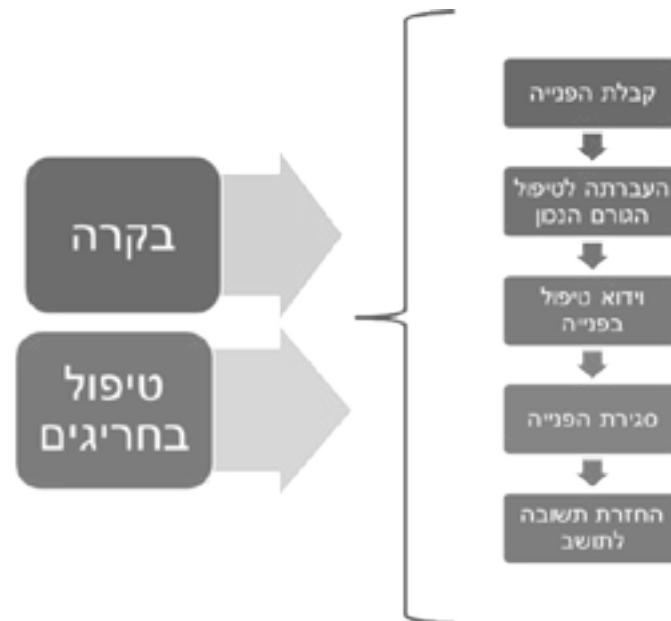 קבלת הפנייה
העברתה לטיפול
הגורם הנכון
וידוא טיפול
בפנייה
סגירת הפנייה
החזרת תשובה
לתושב
בקרה
טיפול
בחריגים